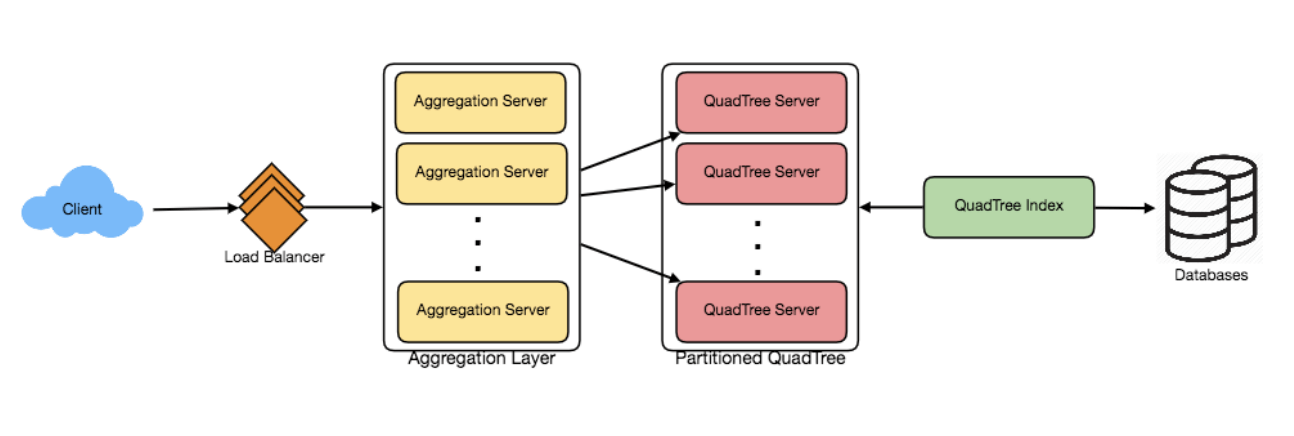 Client
Load Balancer
Aggregation Server
Aggregation Server
Aggregation Server
Aggregation Layer
QuadTree Server
QuadTree Server
QuadTree Server
Partitioned QuadTree
QuadTree Index
Databases